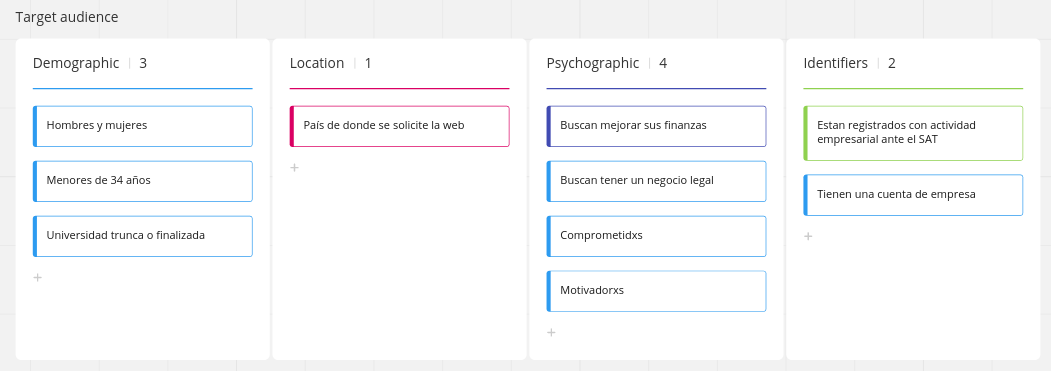 Target audience
Demographic | 3
Hombres y mujeres
Menores de 34 años
Universidad trunca o finalizada
+
Location | 1
País de donde se solicite la web
+
Psychographic | 4
Buscan mejorar sus finanzas
Buscan tener un negocio legal
Comprometidxs
Motivadorxs
+
Identifiers | 2
Estan registrados con actividad
empresarial ante el SAT
Tienen una cuenta de empresa
+